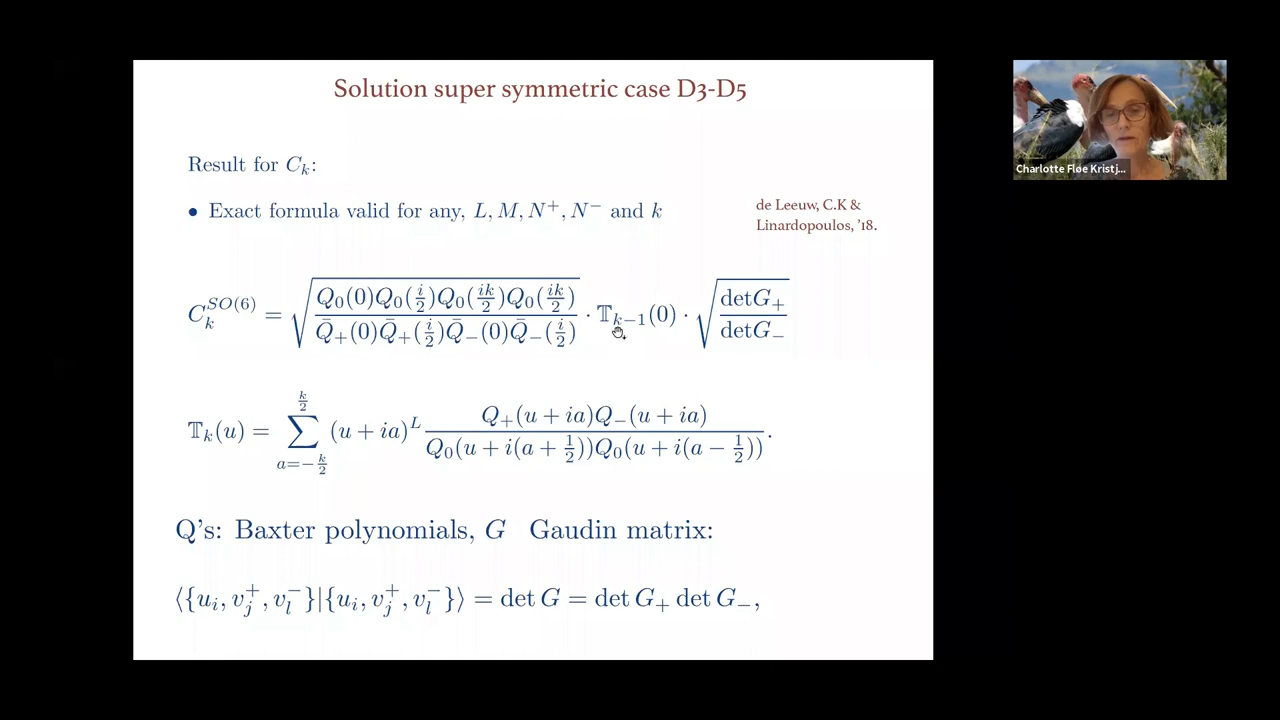 Solution super symmetric case D3-D5
Result for $C_k$:
• Exact formula valid for any, $L, M, N^+, N^-$ and $k$
de Leeuw, C.K &
Linardopoulos, '18.
$C_k^{SO(6)} = \sqrt{\frac{Q_0(0)Q_0(\frac{i}{2})Q_0(\frac{ik}{2})Q_0(\frac{ik}{2})}{\bar{Q}_+(0)\bar{Q}_+(\frac{i}{2})\bar{Q}_-(0)\bar{Q}_-(\frac{i}{2})}} \cdot \mathbb{T}_{k-1}(0) \cdot \sqrt{\frac{\det G_+}{\det G_-}}$
$\mathbb{T}_k(u) = \sum_{a=-\frac{k}{2}}^{\frac{k}{2}} (u + ia)^L \frac{Q_+(u+ia)Q_-(u+ia)}{Q_0(u+i(a+\frac{1}{2}))Q_0(u+i(a-\frac{1}{2}))}.$
Q's: Baxter polynomials, $G$ Gaudin matrix:
$\langle\{u_i, v_j^+, v_l^-\}|\{u_i, v_j^+, v_l^-\}\rangle = \det G = \det G_+ \det G_-,$
Charlotte Fløe Kristj...